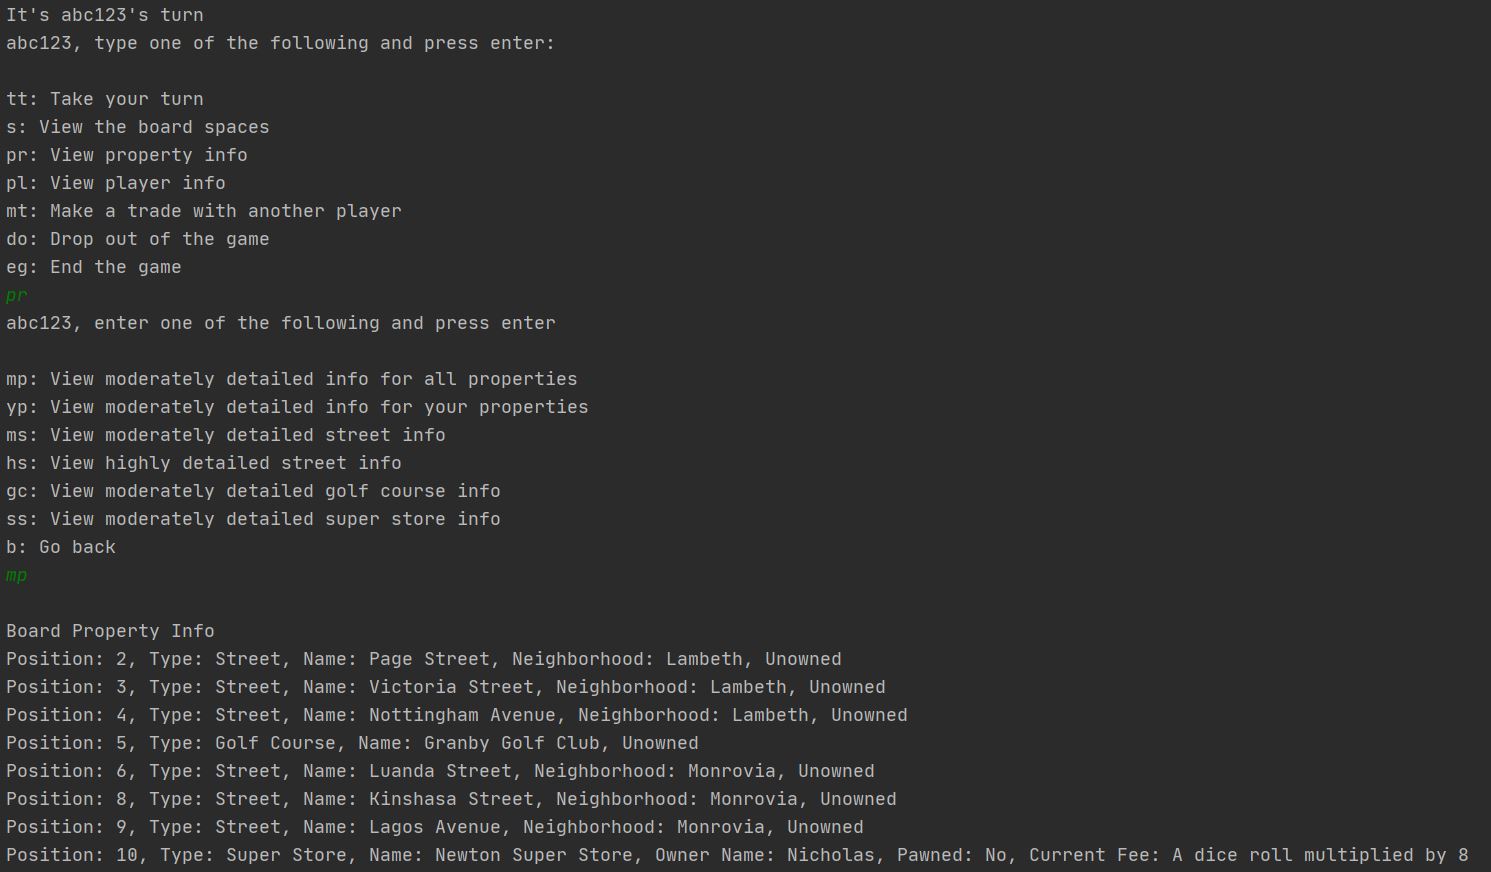 It's abc123's turn
abc123, type one of the following and press enter:
tt: Take your turn
s: View the board spaces
pr: View property info
pl: View player info
mt: Make a trade with another player
do: Drop out of the game
eg: End the game
pr
abc123, enter one of the following and press enter
mp: View moderately detailed info for all properties
yp: View moderately detailed info for your properties
ms: View moderately detailed street info
hs: View highly detailed street info
gc: View moderately detailed golf course info
ss: View moderately detailed super store info
b: Go back
mp
Board Property Info
Position: 2, Type: Street, Name: Page Street, Neighborhood: Lambeth, Unowned
Position: 3, Type: Street, Name: Victoria Street, Neighborhood: Lambeth, Unowned
Position: 4, Type: Street, Name: Nottingham Avenue, Neighborhood: Lambeth, Unowned
Position: 5, Type: Golf Course, Name: Granby Golf Club, Unowned
Position: 6, Type: Street, Name: Luanda Street, Neighborhood: Monrovia, Unowned
Position: 8, Type: Street, Name: Kinshasa Street, Neighborhood: Monrovia, Unowned
Position: 9, Type: Street, Name: Lagos Avenue, Neighborhood: Monrovia, Unowned
Position: 10, Type: Super Store, Name: Newton Super Store, Owner Name: Nicholas, Pawned: No, Current Fee: A dice roll multiplied by 8